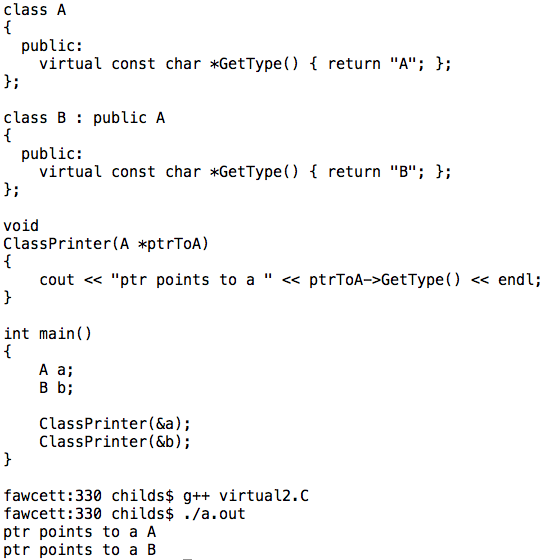 class A
{
  public:
    virtual const char *GetType() { return "A"; };
};

class B : public A
{
  public:
    virtual const char *GetType() { return "B"; };
};

void
ClassPrinter(A *ptrToA)
{
    cout << "ptr points to a " << ptrToA->GetType() << endl;
}

int main()
{
    A a;
    B b;

    ClassPrinter(&a);
    ClassPrinter(&b);
}

fawcett:330 childs$ g++ virtual2.C
fawcett:330 childs$ ./a.out
ptr points to a A
ptr points to a B